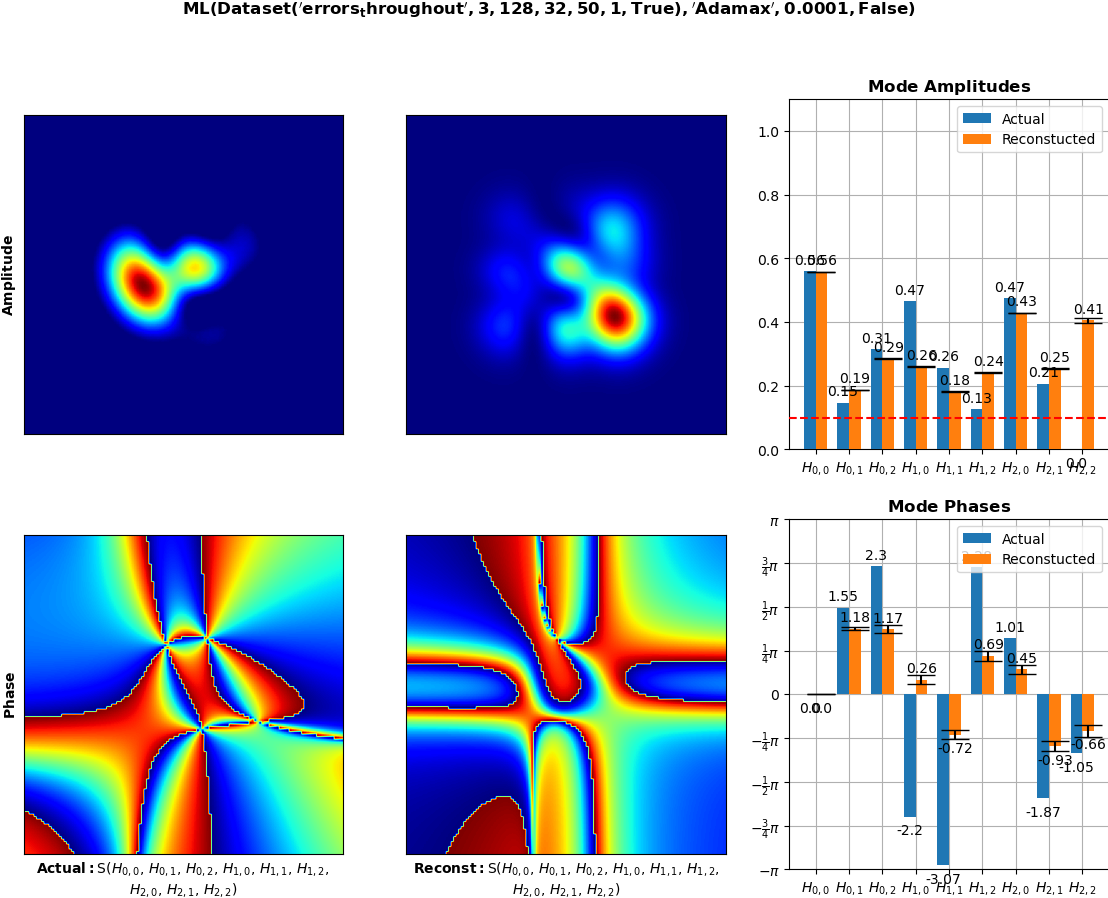 ML(Dataset('errors_throughout', 3, 128, 32, 50, 1, True), 'Adamax', 0.0001, False)
Amplitude
Mode Amplitudes
Actual
Reconstucted
1.0
0.8
0.6
0.4
0.2
0.0
0.56 0.56 0.15 0.19 0.31 0.29 0.47 0.26 0.26 0.18 0.13 0.24 0.47 0.43 0.21 0.25 0.0 0.41
H0,0 H0,1 H0,2 H1,0 H1,1 H1,2 H2,0 H2,1 H2,2
Phase
Mode Phases
Actual
Reconstucted
π
3/4π
1/2π
1/4π
0
−1/4π
−1/2π
−3/4π
−π
0.0 0.0 1.55 1.18 2.3 1.17 -2.2 0.26 -3.07 -0.72 0.69 1.01 0.45 -1.87 -0.93 -1.05 -0.66
H0,0 H0,1 H0,2 H1,0 H1,1 H1,2 H2,0 H2,1 H2,2
Actual: S(H0,0, H0,1, H0,2, H1,0, H1,1, H1,2,
H2,0, H2,1, H2,2)
Reconst: S(H0,0, H0,1, H0,2, H1,0, H1,1, H1,2,
H2,0, H2,1, H2,2)